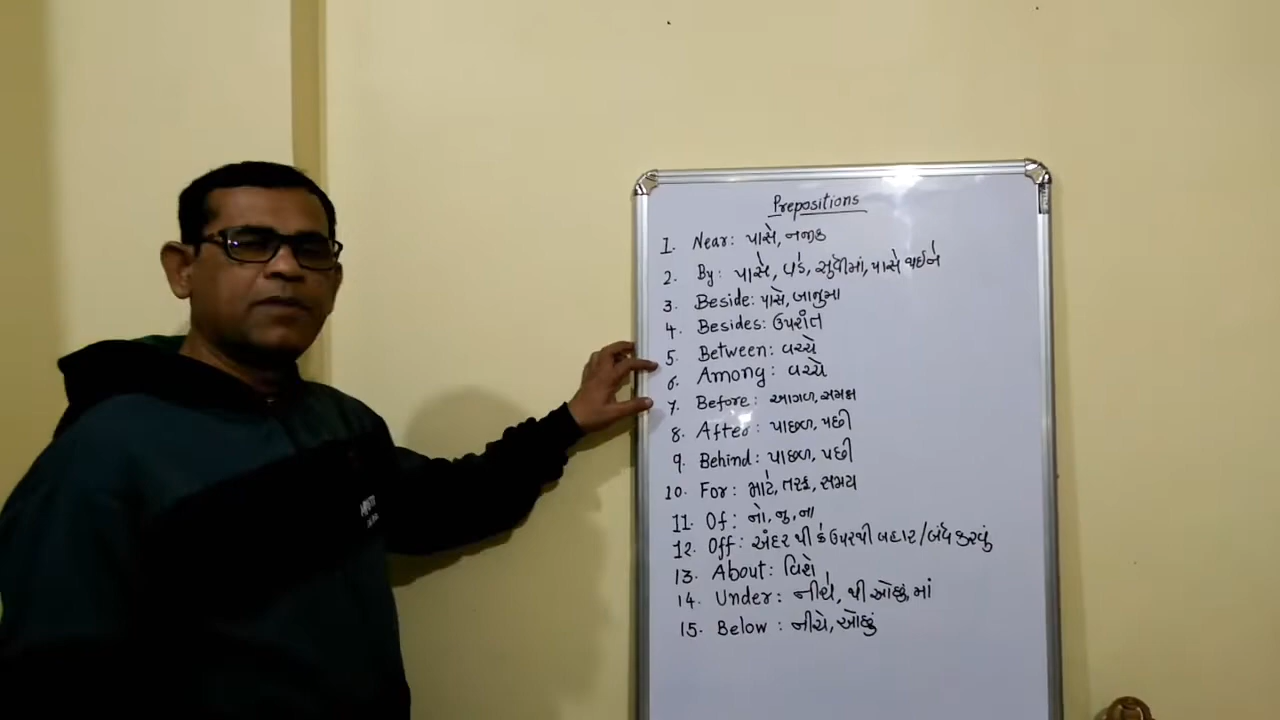 Prepositions
1. Near: પાસે, નજીક
2. By: પાસે, વડે, સુધીમાં, પાસે થઈને
3. Beside: પાસે, બાજુમા
4. Besides: ઉપરાંત
5. Between: વચ્ચે
6. Among: વચ્ચે
7. Before: આગળ, સમક્ષ
8. After: પાછળ, પછી
9. Behind: પાછળ, પછી
10. For: માટે, તરફ, સમય
11. Of: નો, નુ, ના
12. Off: અંદર થી કે ઉપરથી બહાર/બંધ કરવું
13. About: વિશે
14. Under: નીચે, થી ઓછું, માં
15. Below: નીચે, ઓછું